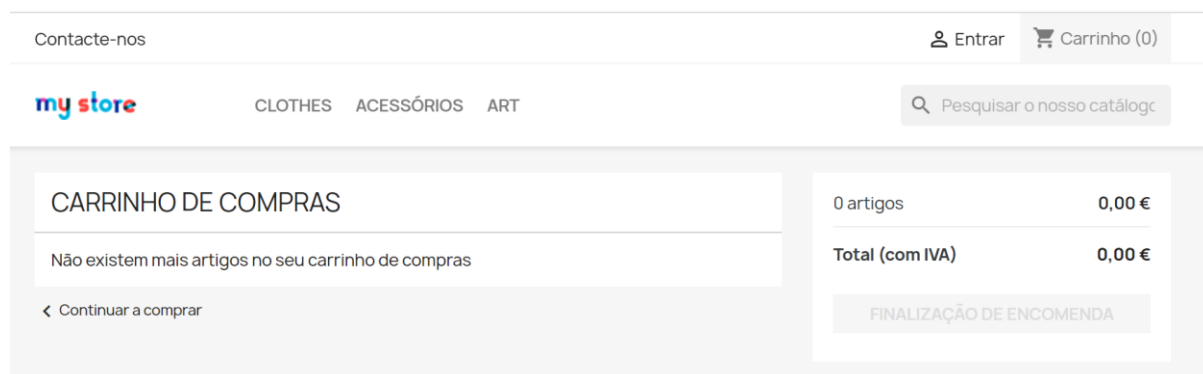 Contacte-nos
Entrar
Carrinho (0)
my store
CLOTHES ACESSÓRIOS ART
Pesquisar o nosso catálogo
CARRINHO DE COMPRAS
Não existem mais artigos no seu carrinho de compras
Continuar a comprar
0 artigos 0,00 €
Total (com IVA) 0,00 €
FINALIZAÇÃO DE ENCOMENDA